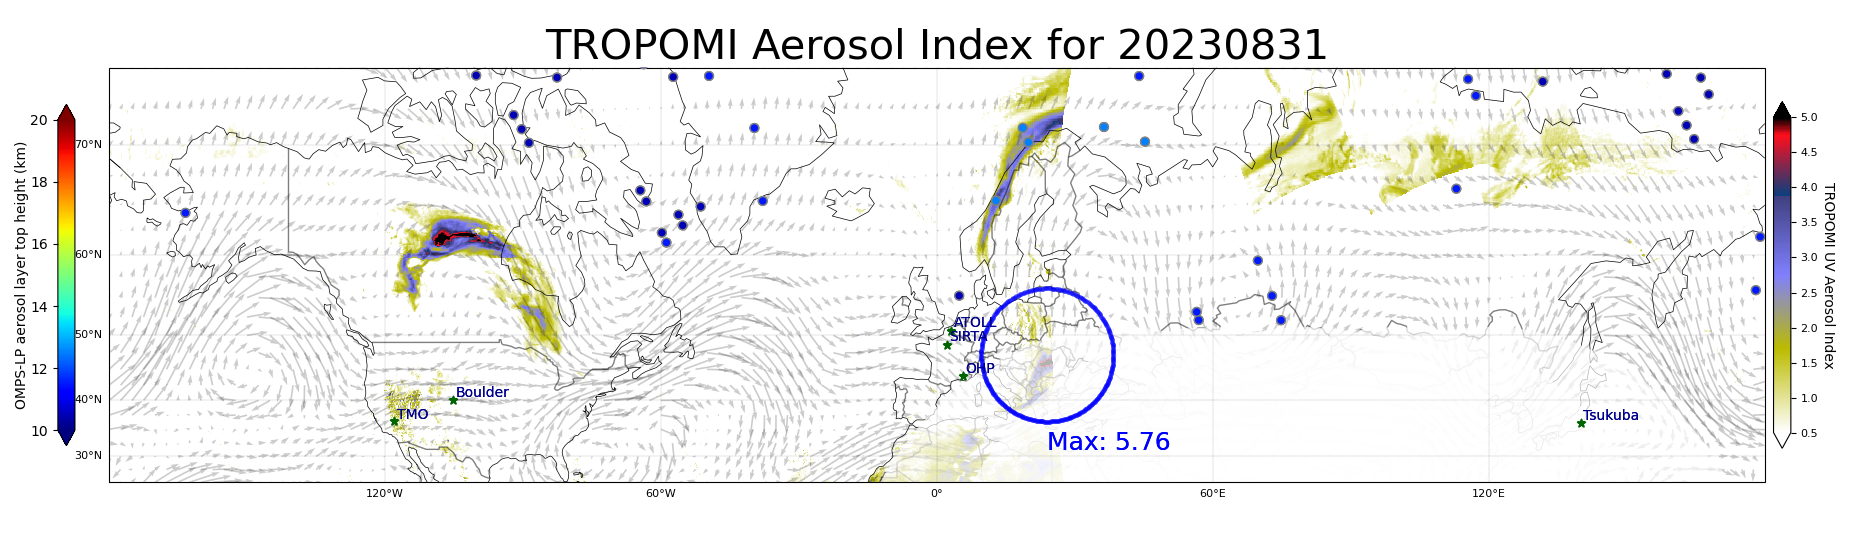 TROPOMI Aerosol Index for 20230831
OMPS-LP aerosol layer top height (km)
20
18
16
14
12
10
70°N
60°N
50°N
40°N
30°N
120°W
60°W
0°
60°E
120°E
ATOLL
SIRTA
OHP
Boulder
TMO
Tsukuba
Max: 5.76
5.0
4.5
4.0
3.5
3.0
2.5
2.0
1.5
1.0
0.5
TROPOMI UV Aerosol Index